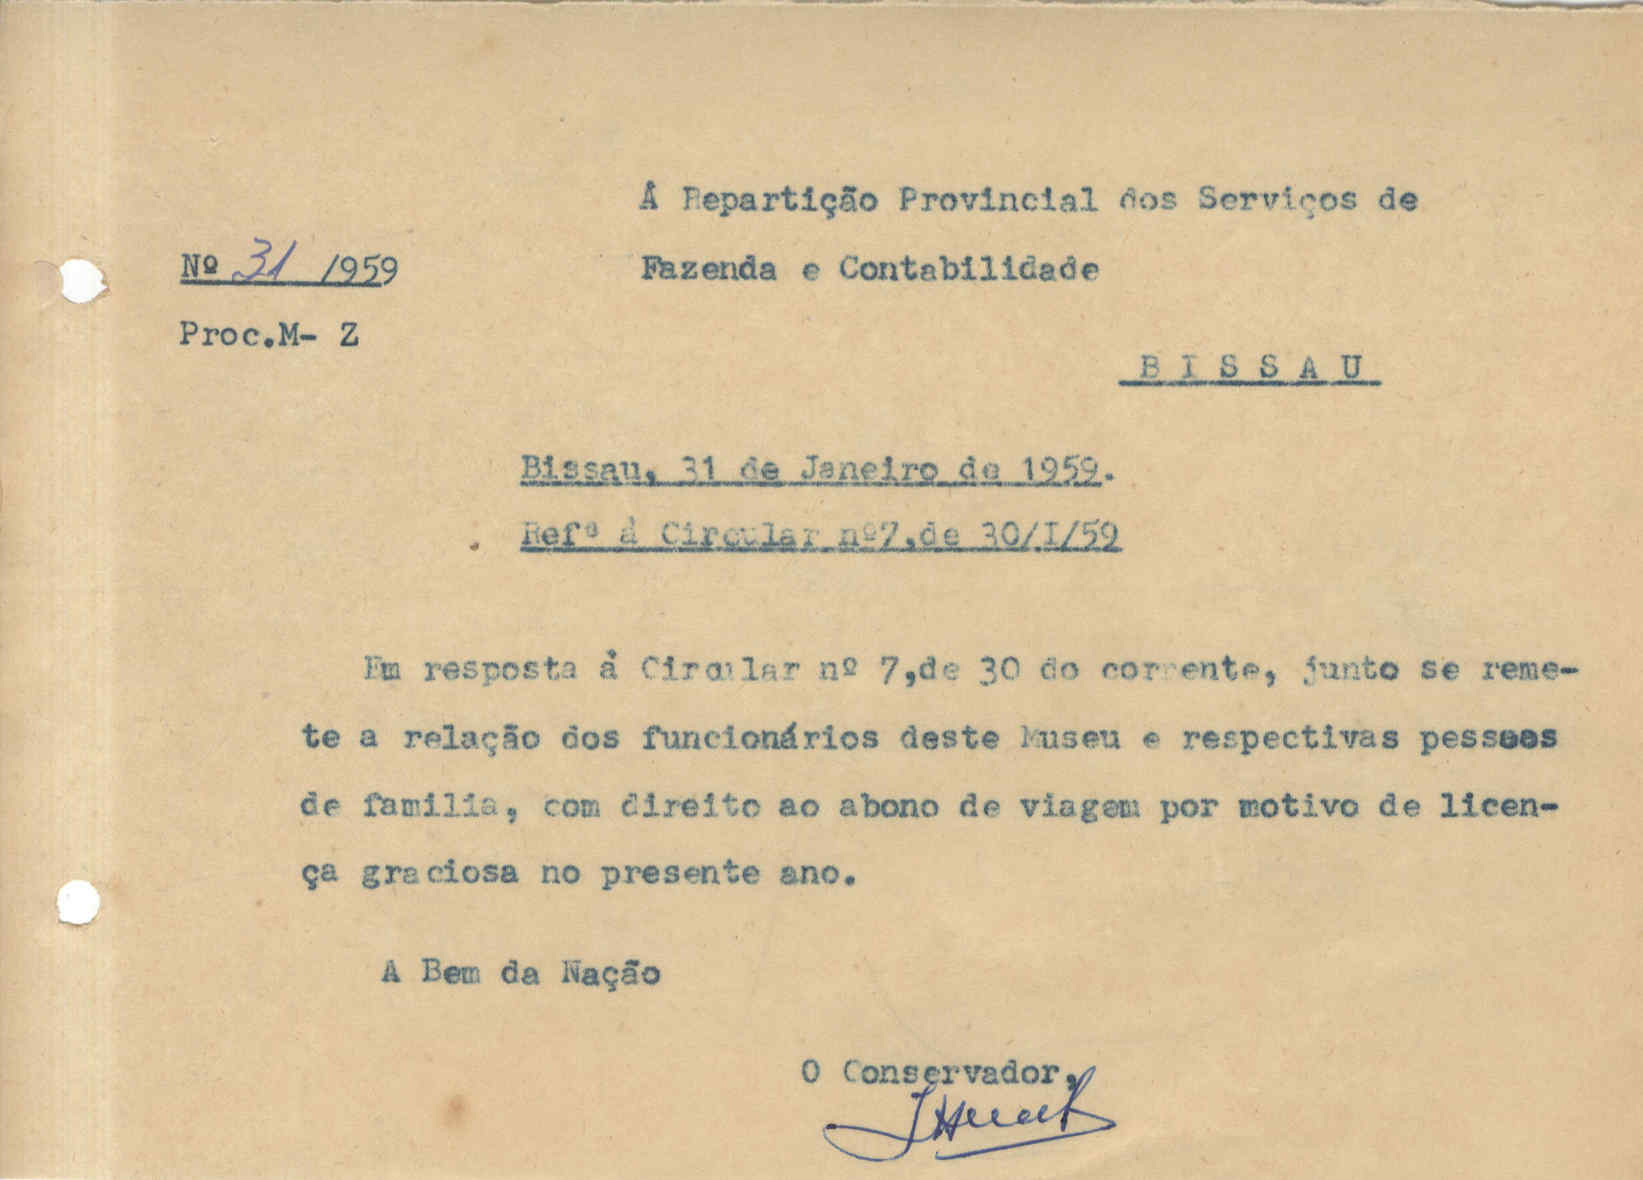 À Repartição Provincial dos Serviços de
Nº 31 /1959
Fazenda e Contabilidade
Proc.M- Z
B I S S A U
Bissau, 31 de Janeiro de 1959.
Refª à Circular nº7,de 30/I/59
Em resposta à Circular nº 7,de 30 do corrente, junto se reme-
te a relação dos funcionários deste Museu e respectivas pessoas
de familia, com direito ao abono de viagem por motivo de licen-
ça graciosa no presente ano.
A Bem da Nação
O Conservador,